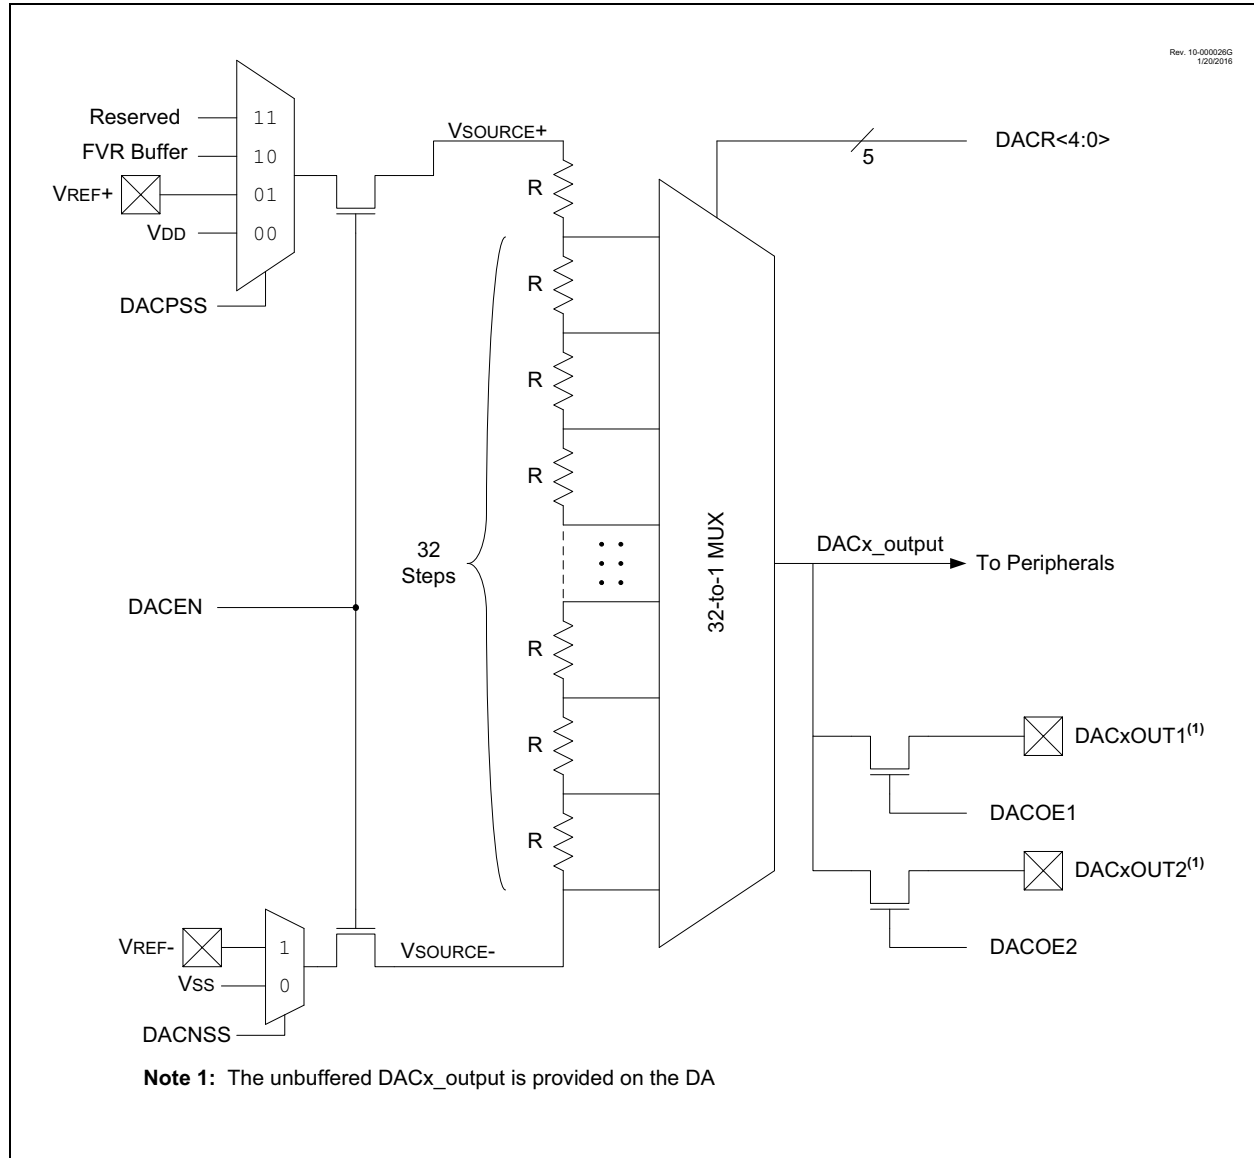 Rev. 10-000026G
1/20/2016
Reserved
11
FVR Buffer
10
VREF+
01
VDD
00
DACPSS
VSOURCE+
DACR<4:0>
5
R
R
R
R
32
Steps
32-to-1 MUX
DACx_output
To Peripherals
DACEN
R
R
R
DACxOUT1(1)
DACOE1
DACxOUT2(1)
DACOE2
VREF-
1
VSS
0
VSOURCE-
DACNSS
Note 1: The unbuffered DACx_output is provided on the DA